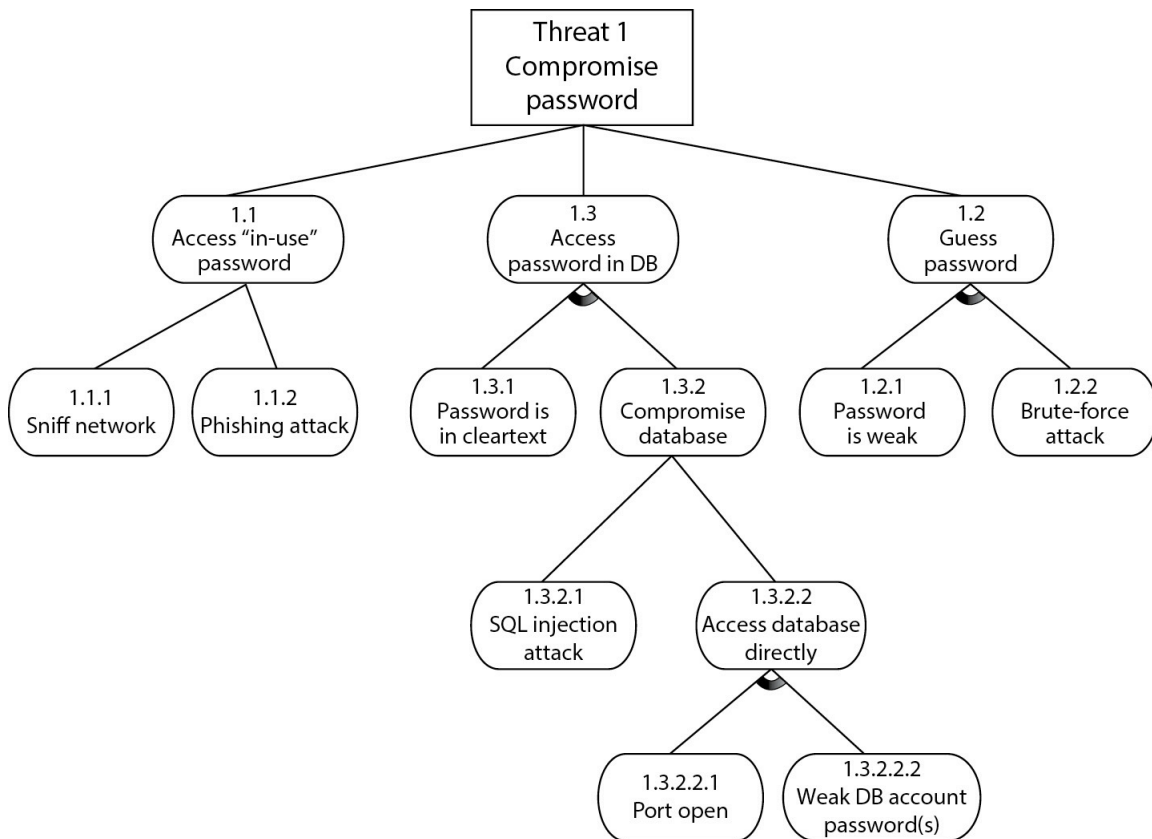 Threat 1
Compromise
password
1.1
Access “in-use”
password
1.3
Access
password in DB
1.2
Guess
password
1.1.1
Sniff network
1.1.2
Phishing attack
1.3.1
Password is
in cleartext
1.3.2
Compromise
database
1.2.1
Password
is weak
1.2.2
Brute-force
attack
1.3.2.1
SQL injection
attack
1.3.2.2
Access database
directly
1.3.2.2.1
Port open
1.3.2.2.2
Weak DB account
password(s)